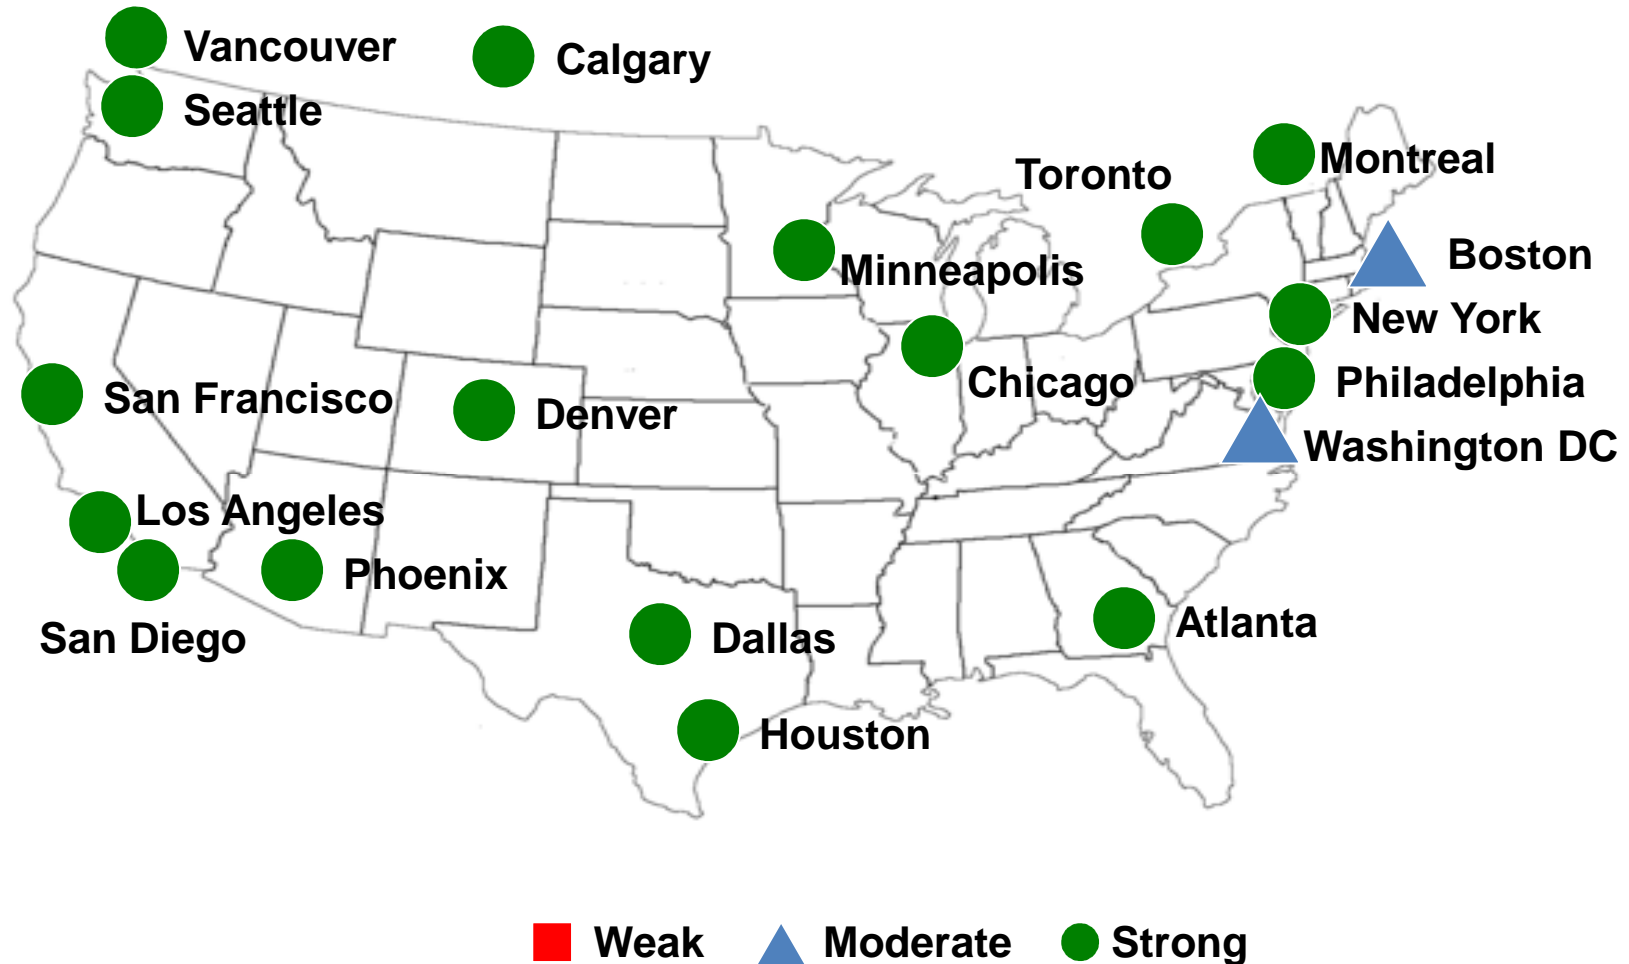 Vancouver
Calgary
Seattle
Toronto
Montreal
Minneapolis
Boston
New York
San Francisco
Denver
Chicago
Philadelphia
Washington DC
Los Angeles
Phoenix
San Diego
Dallas
Atlanta
Houston
Weak Moderate Strong